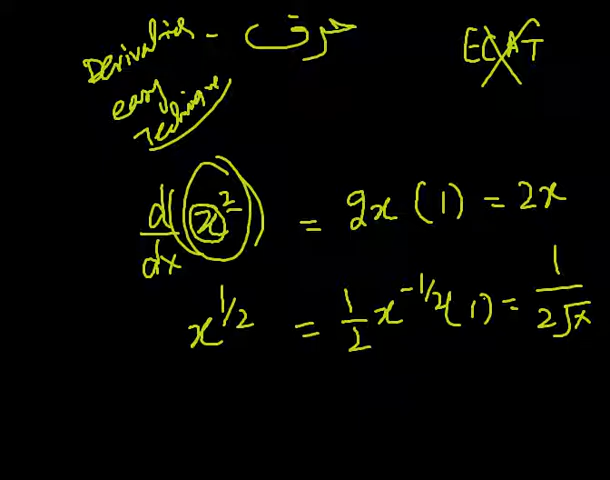 Derivatives - حرف
easy
Technique
ECAT
d/dx (x²) = 2x (1) = 2x
x^1/2 = 1/2 x^-1/2 (1) = 1/2√x